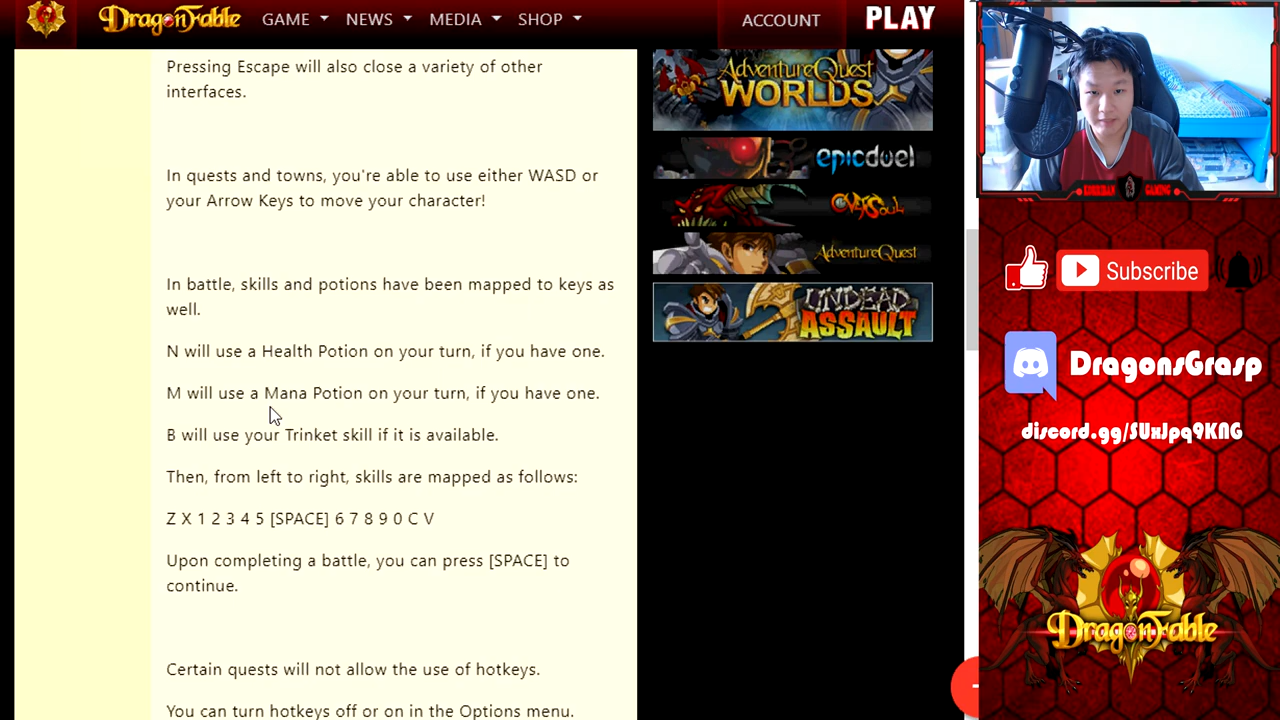 DragonFable
GAME
NEWS
MEDIA
SHOP
ACCOUNT
PLAY
Pressing Escape will also close a variety of other
interfaces.
In quests and towns, you're able to use either WASD or
your Arrow Keys to move your character!
In battle, skills and potions have been mapped to keys as
well.
N will use a Health Potion on your turn, if you have one.
M will use a Mana Potion on your turn, if you have one.
B will use your Trinket skill if it is available.
Then, from left to right, skills are mapped as follows:
Z X 1 2 3 4 5 [SPACE] 6 7 8 9 0 C V
Upon completing a battle, you can press [SPACE] to
continue.
Certain quests will not allow the use of hotkeys.
You can turn hotkeys off or on in the Options menu.
AdventureQuest
WORLDS
epicduel
OverSoul
AdventureQuest
UNDEAD
ASSAULT
GAMING
Subscribe
DragonsGrasp
discord.gg/SUxJpq9KNG
DragonFable